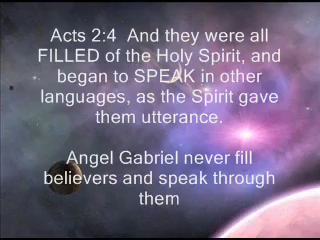 Acts 2:4  And they were all
FILLED of the Holy Spirit, and
began to SPEAK in other
languages, as the Spirit gave
them utterance.
Angel Gabriel never fill
believers and speak through
them